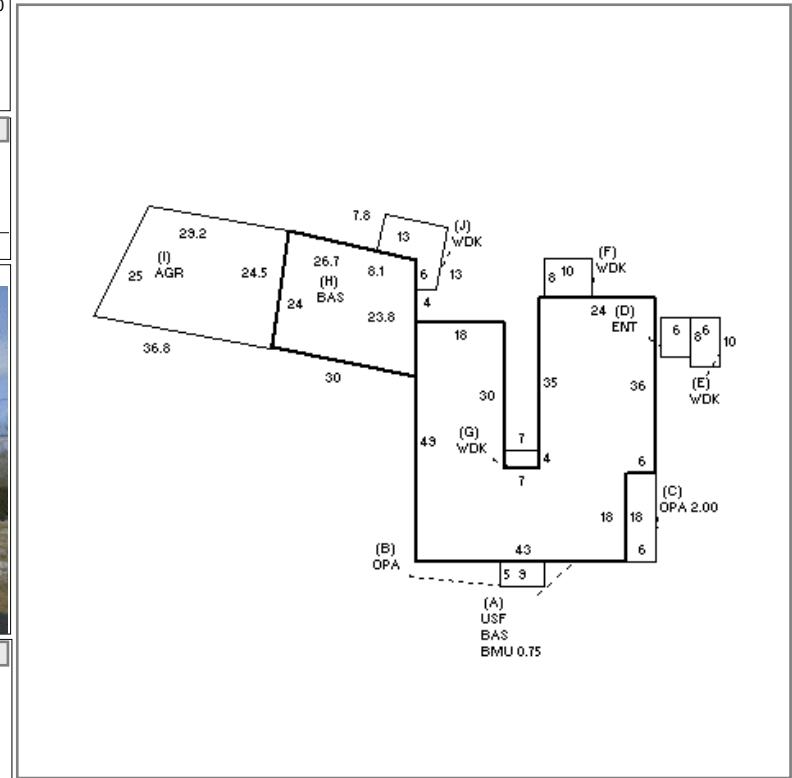 7.8
29.2
13
(J)
WDK
(I)
AGR
26.7
8.1
6
13
(F)
WDK
25
24.5
(H)
BAS
8
10
24
4
24
(D)
ENT
23.8
18
6
8
6
10
36.8
(E)
WDK
30
30
35
36
49
(G)
WDK
7
4
7
6
(C)
OPA 2.00
18
18
43
6
(B)
OPA
5
9
(A)
USF
BAS
BMU 0.75